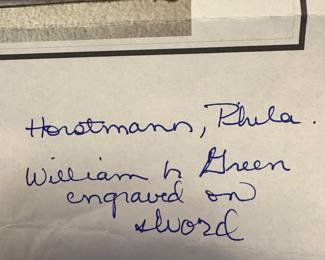 Horstmann, Phila.
William h Green
engraved on
sword